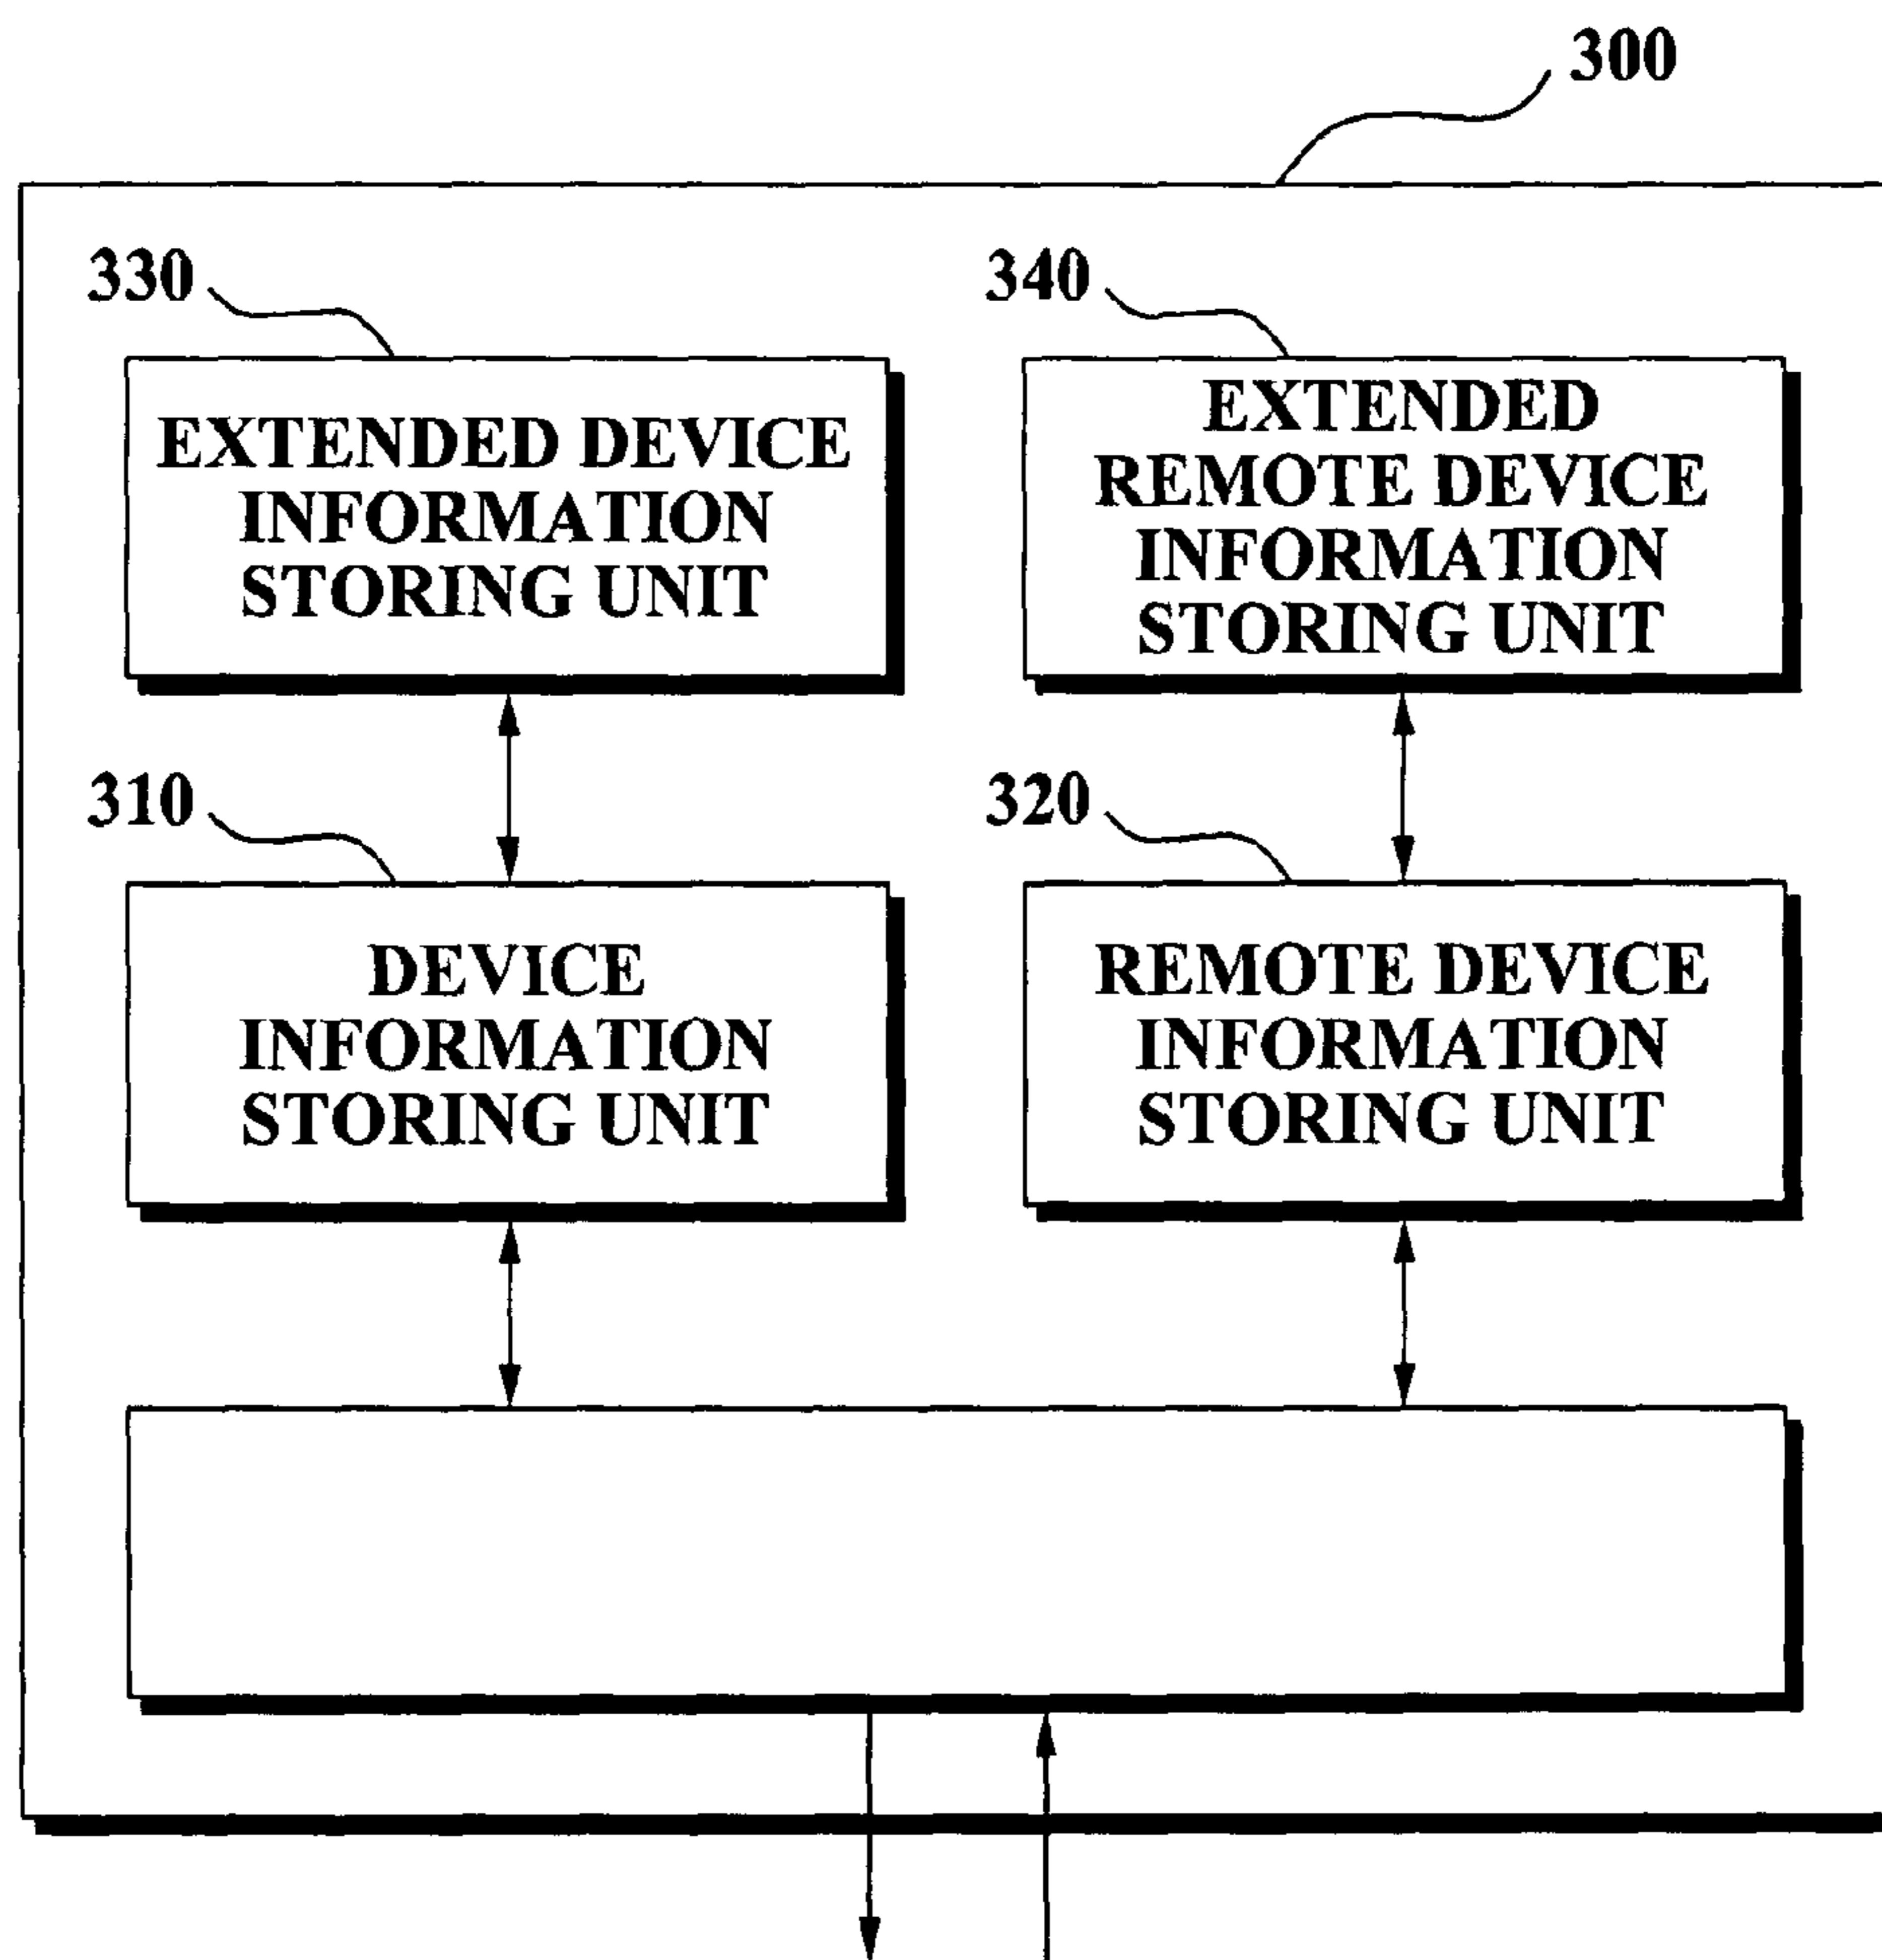 300
330
EXTENDED DEVICE
INFORMATION
STORING UNIT
340
EXTENDED
REMOTE DEVICE
INFORMATION
STORING UNIT
310
DEVICE
INFORMATION
STORING UNIT
320
REMOTE DEVICE
INFORMATION
STORING UNIT